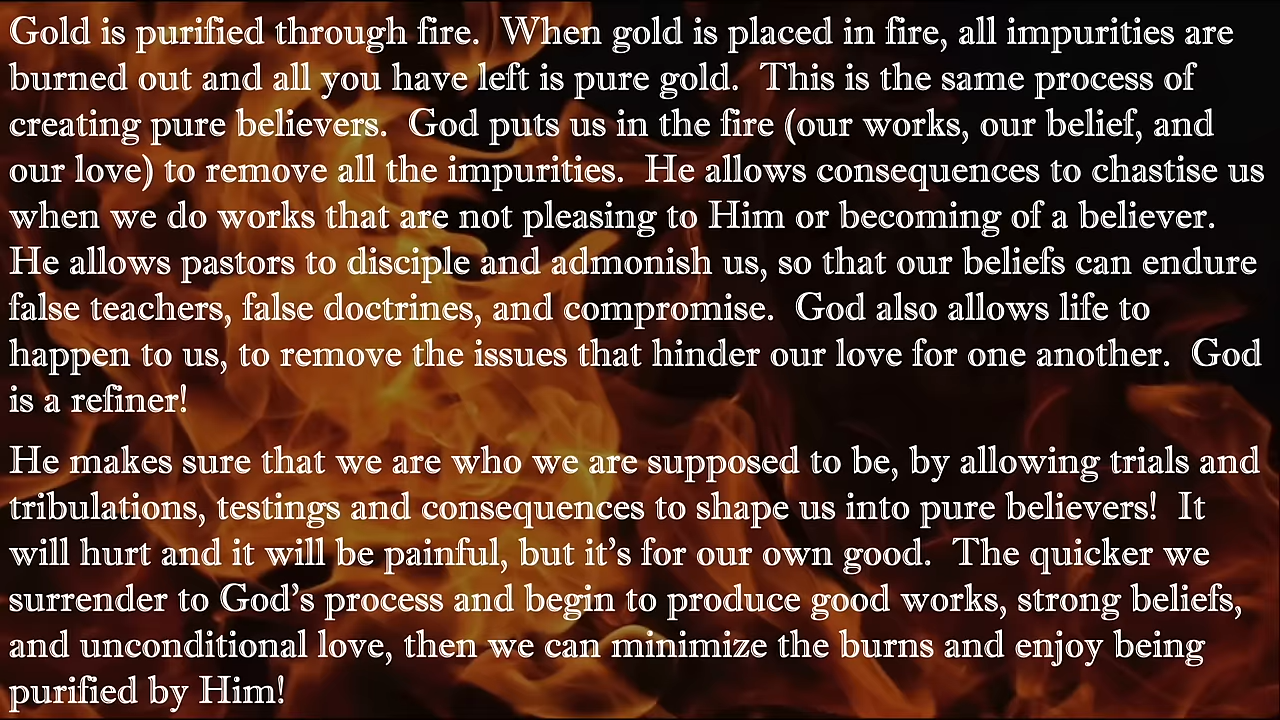 Gold is purified through fire.  When gold is placed in fire, all impurities are
burned out and all you have left is pure gold.  This is the same process of
creating pure believers.  God puts us in the fire (our works, our belief, and
our love) to remove all the impurities.  He allows consequences to chastise us
when we do works that are not pleasing to Him or becoming of a believer.
He allows pastors to disciple and admonish us, so that our beliefs can endure
false teachers, false doctrines, and compromise.  God also allows life to
happen to us, to remove the issues that hinder our love for one another.  God
is a refiner!
He makes sure that we are who we are supposed to be, by allowing trials and
tribulations, testings and consequences to shape us into pure believers!  It
will hurt and it will be painful, but it’s for our own good.  The quicker we
surrender to God’s process and begin to produce good works, strong beliefs,
and unconditional love, then we can minimize the burns and enjoy being
purified by Him!